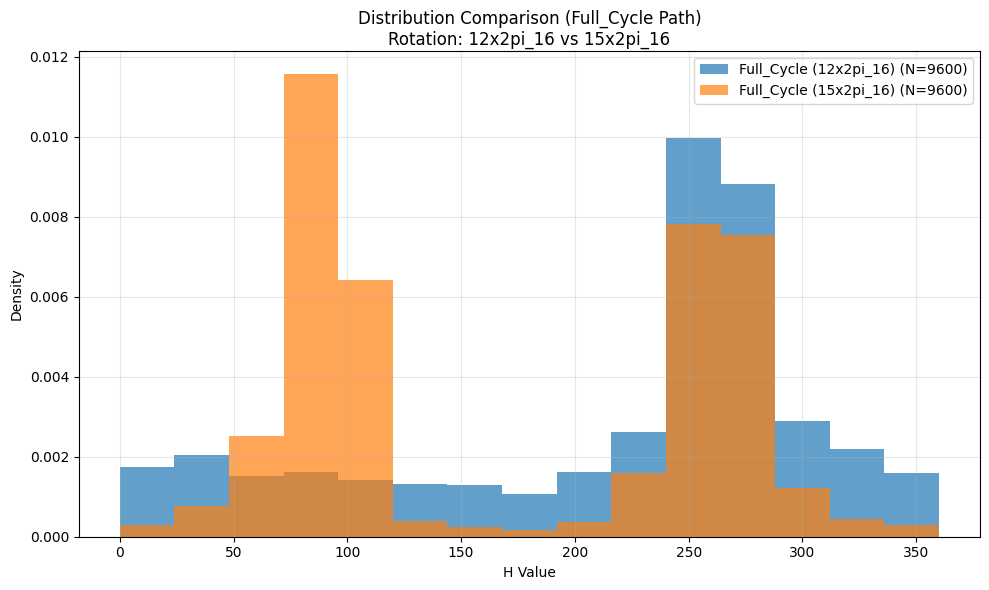 Distribution Comparison (Full_Cycle Path)
Rotation: 12x2pi_16 vs 15x2pi_16
Full_Cycle (12x2pi_16) (N=9600)
Full_Cycle (15x2pi_16) (N=9600)
Density
0.012
0.010
0.008
0.006
0.004
0.002
0.000
0 50 100 150 200 250 300 350
H Value